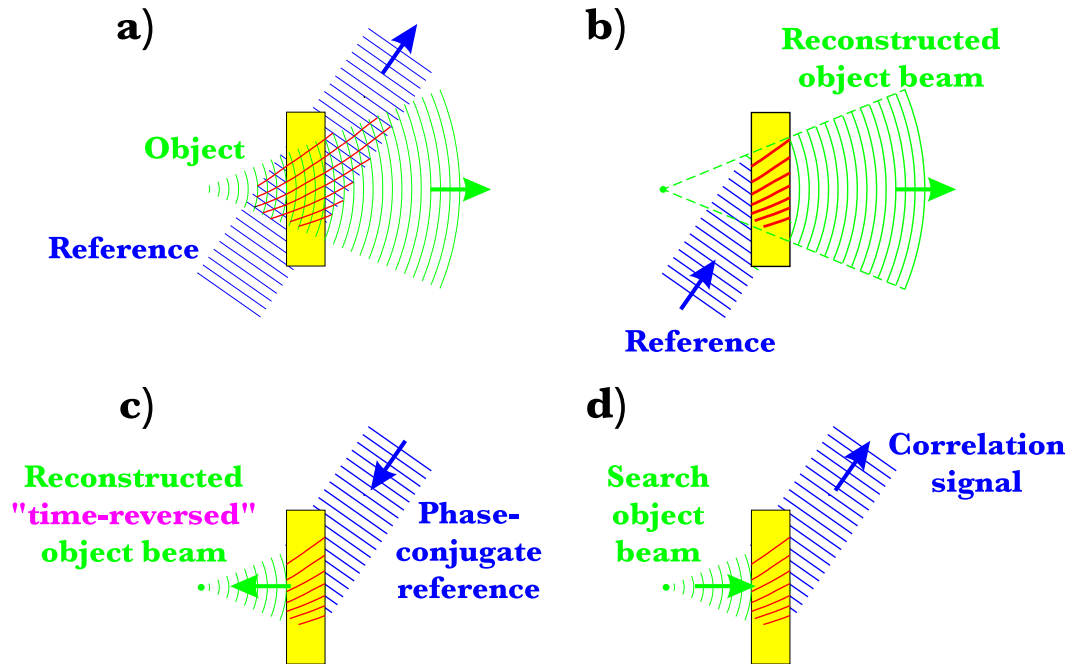 a)
Object
Reference
b)
Reconstructed
object beam
Reference
c)
Reconstructed
"time-reversed"
object beam
Phase-
conjugate
reference
d)
Search
object
beam
Correlation
signal